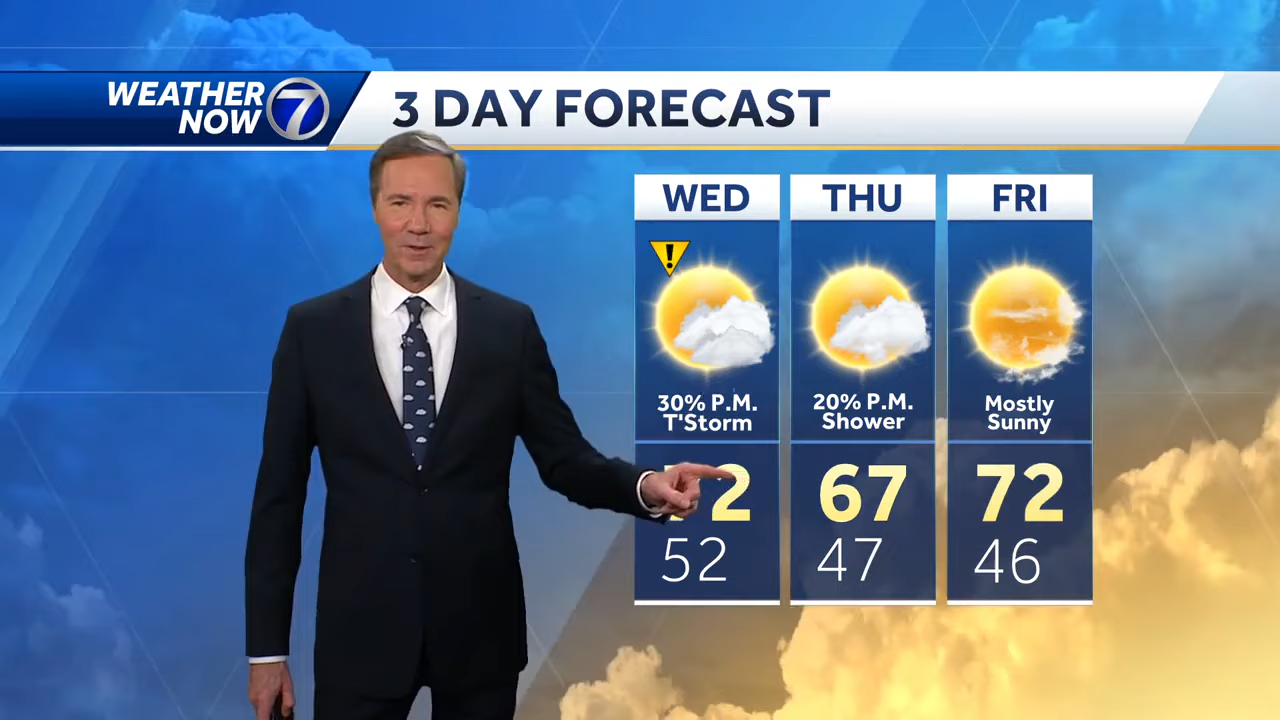 WEATHER
NOW 7
3 DAY FORECAST
WED THU FRI
!
30% P.M. 20% P.M. Mostly
T'Storm Shower Sunny
67 72
52 47 46